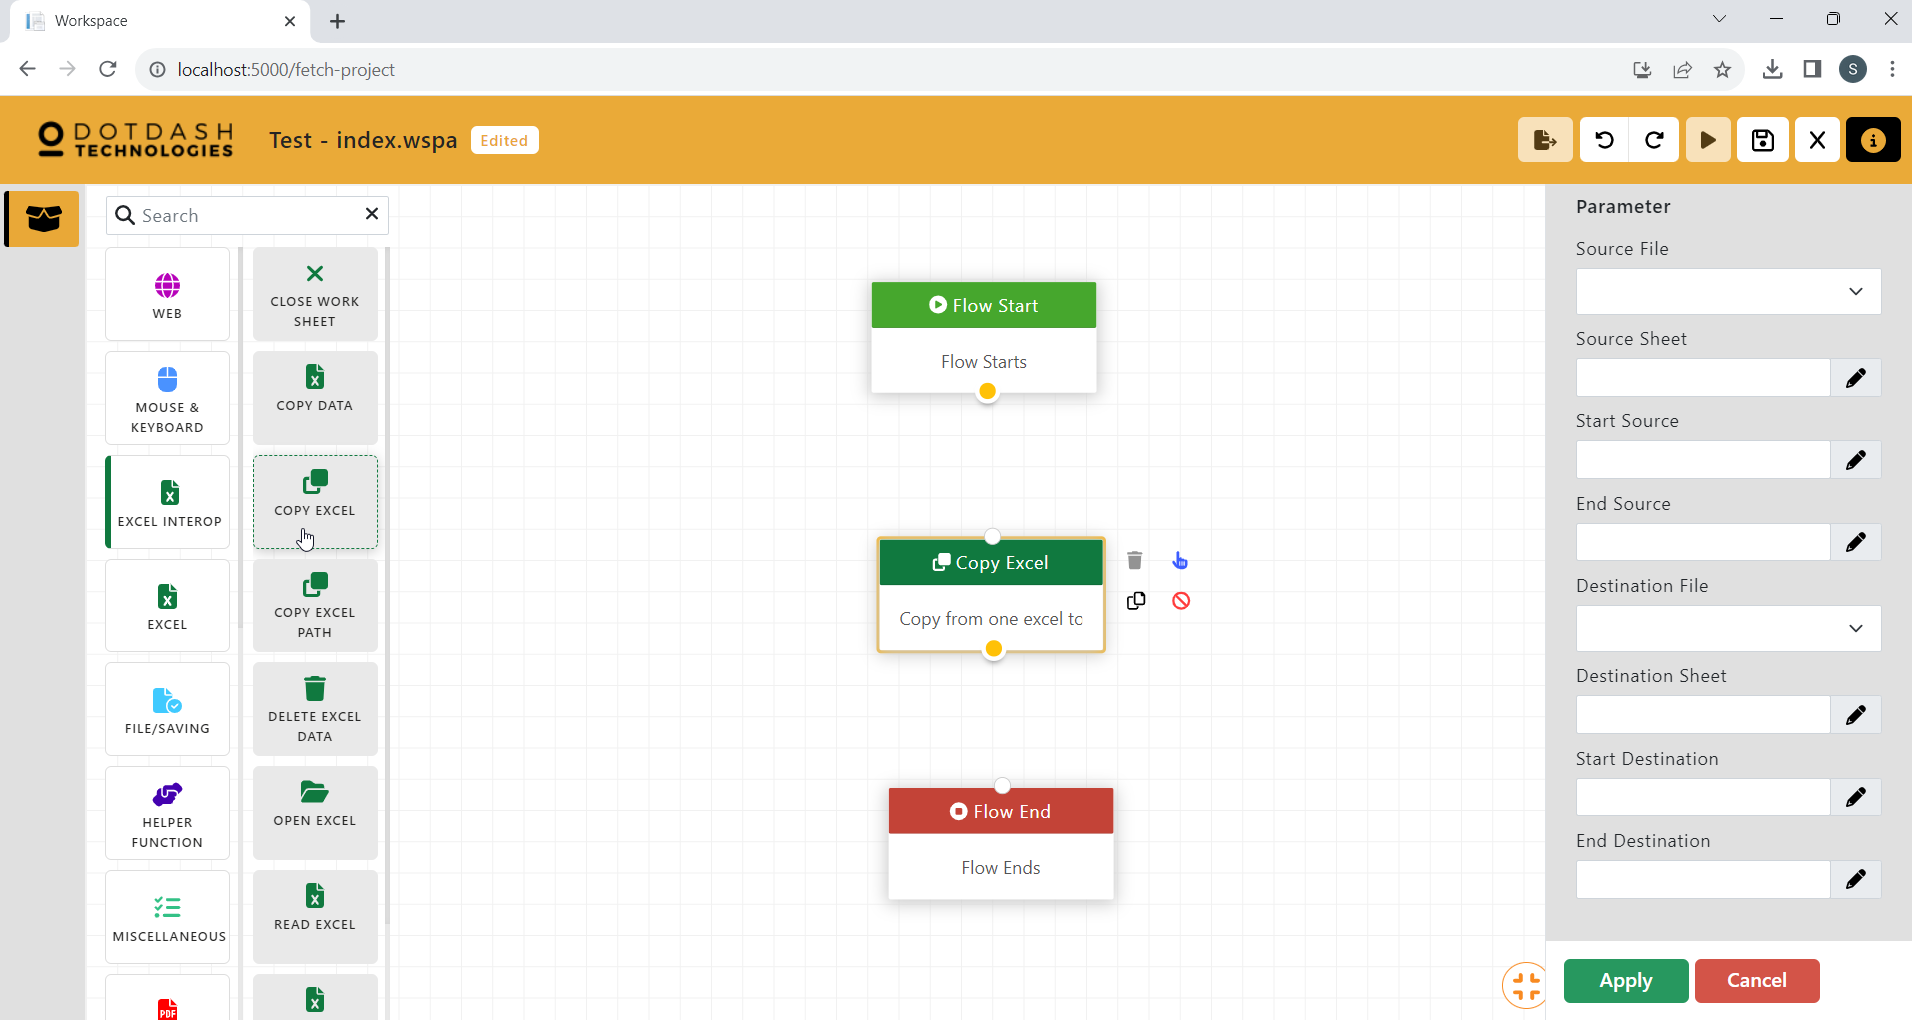 Workspace
localhost:5000/fetch-project
S
DOTDASH
TECHNOLOGIES
Test - index.wspa
Edited
Search
WEB
MOUSE &
KEYBOARD
EXCEL INTEROP
EXCEL
FILE/SAVING
HELPER
FUNCTION
MISCELLANEOUS
PDF
CLOSE WORK
SHEET
COPY DATA
COPY EXCEL
COPY EXCEL
PATH
DELETE EXCEL
DATA
OPEN EXCEL
READ EXCEL
Flow Start
Flow Starts
Copy Excel
Copy from one excel to
Flow End
Flow Ends
Parameter
Source File
Source Sheet
Start Source
End Source
Destination File
Destination Sheet
Start Destination
End Destination
Apply
Cancel